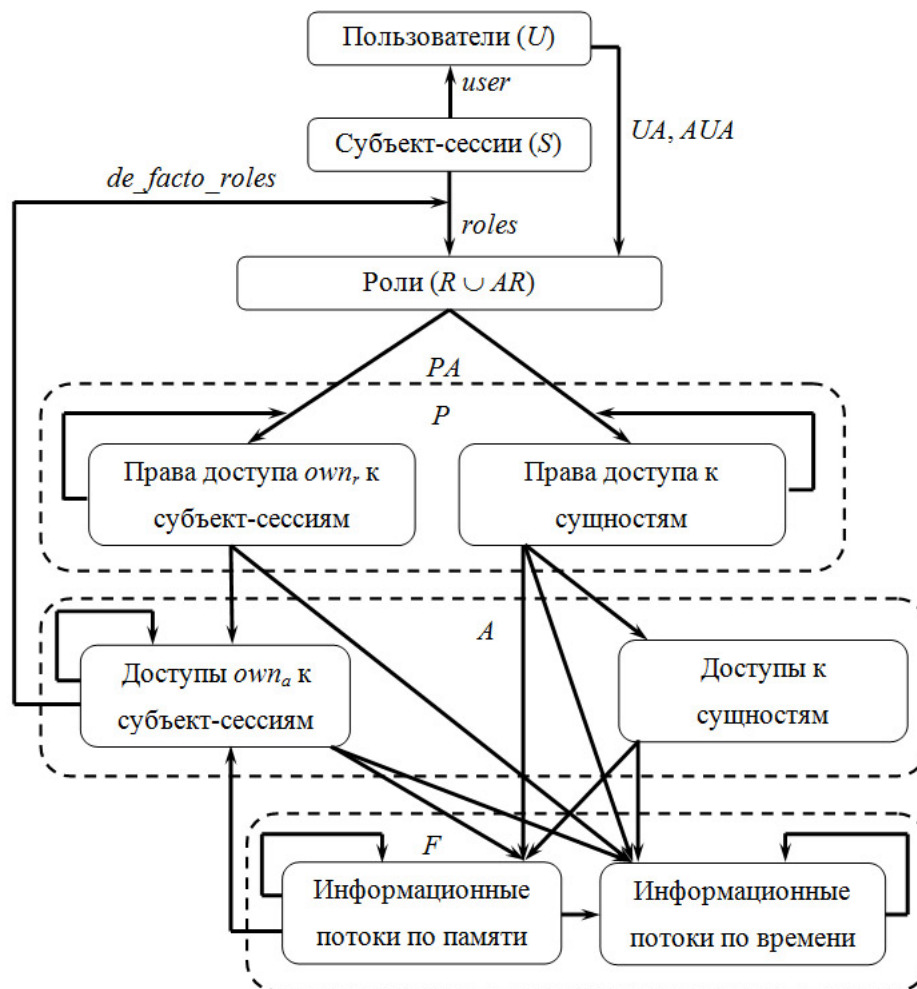 Пользователи (U)
user
UA, AUA
Субъект-сессии (S)
de_facto_roles
roles
Роли (R ∪ AR)
PA
P
Права доступа ownᵣ к
субъект-сессиям
Права доступа к
сущностям
A
Доступы ownₐ к
субъект-сессиям
Доступы к
сущностям
F
Информационные
потоки по памяти
Информационные
потоки по времени